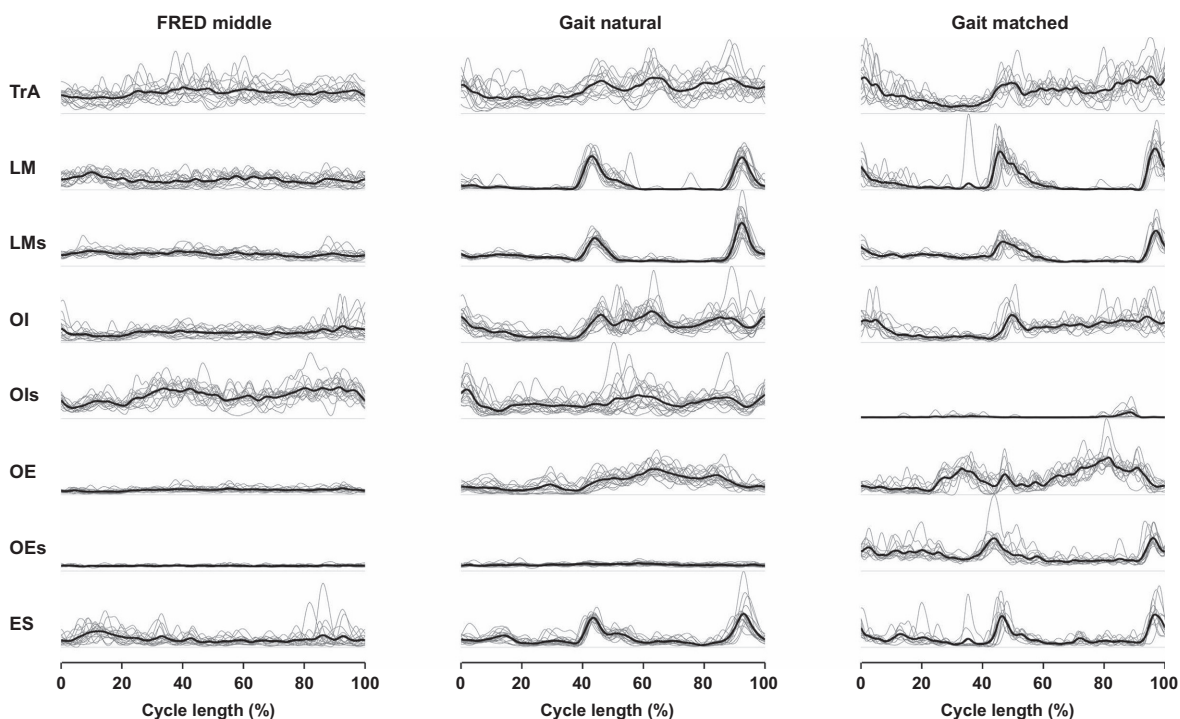 FRED middle Gait natural Gait matched
TrA
LM
LMs
OI
OIs
OE
OEs
ES
0 20 40 60 80 100 0 20 40 60 80 100 0 20 40 60 80 100
Cycle length (%) Cycle length (%) Cycle length (%)